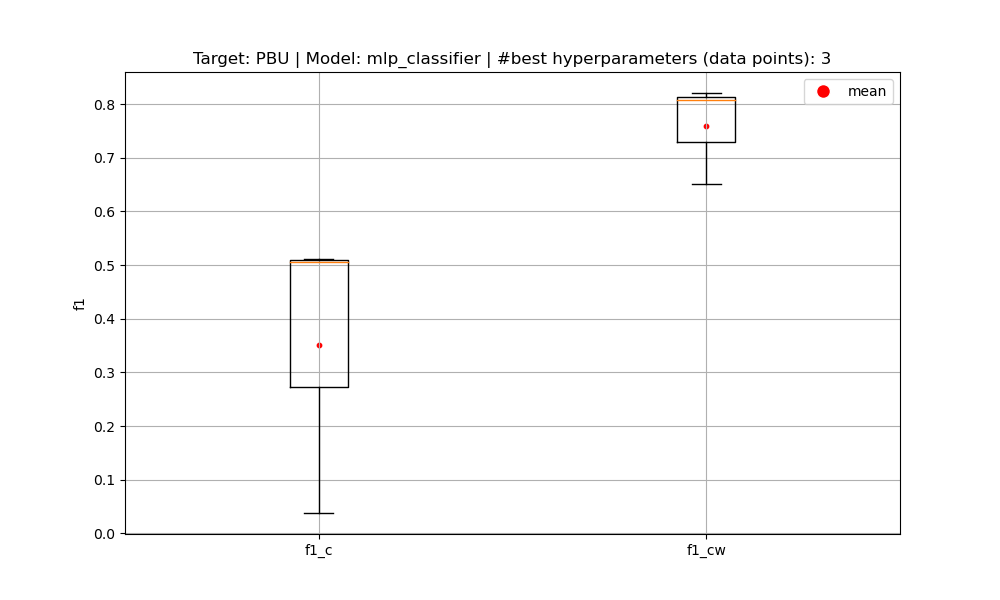 Target: PBU | Model: mlp_classifier | #best hyperparameters (data points): 3
mean
0.8
0.7
0.6
0.5
0.4
0.3
0.2
0.1
0.0
f1
f1_c
f1_cw